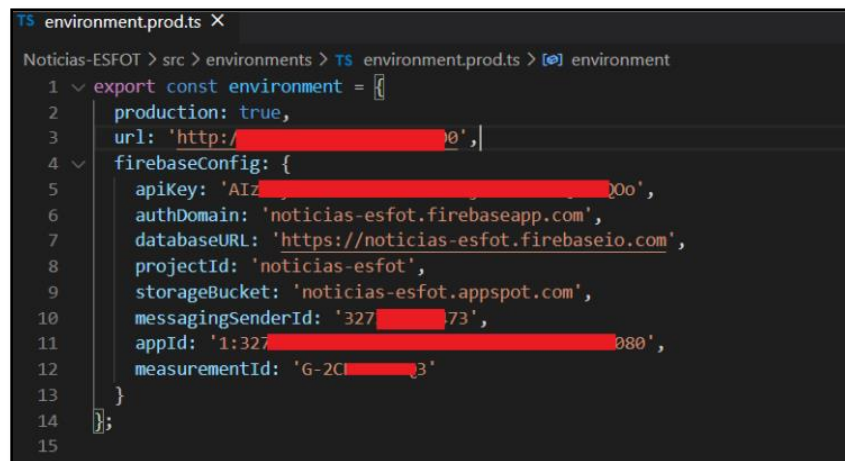 TS environment.prod.ts ×
Noticias-ESFOT > src > environments > TS environment.prod.ts > environment
1 export const environment = {
2 production: true,
3 url: 'http:/ 0',
4 firebaseConfig: {
5 apiKey: 'AIz QOo',
6 authDomain: 'noticias-esfot.firebaseapp.com',
7 databaseURL: 'https://noticias-esfot.firebaseio.com',
8 projectId: 'noticias-esfot',
9 storageBucket: 'noticias-esfot.appspot.com',
10 messagingSenderId: '327 73',
11 appId: '1:327 080',
12 measurementId: 'G-2C 3'
13 }
14 };
15